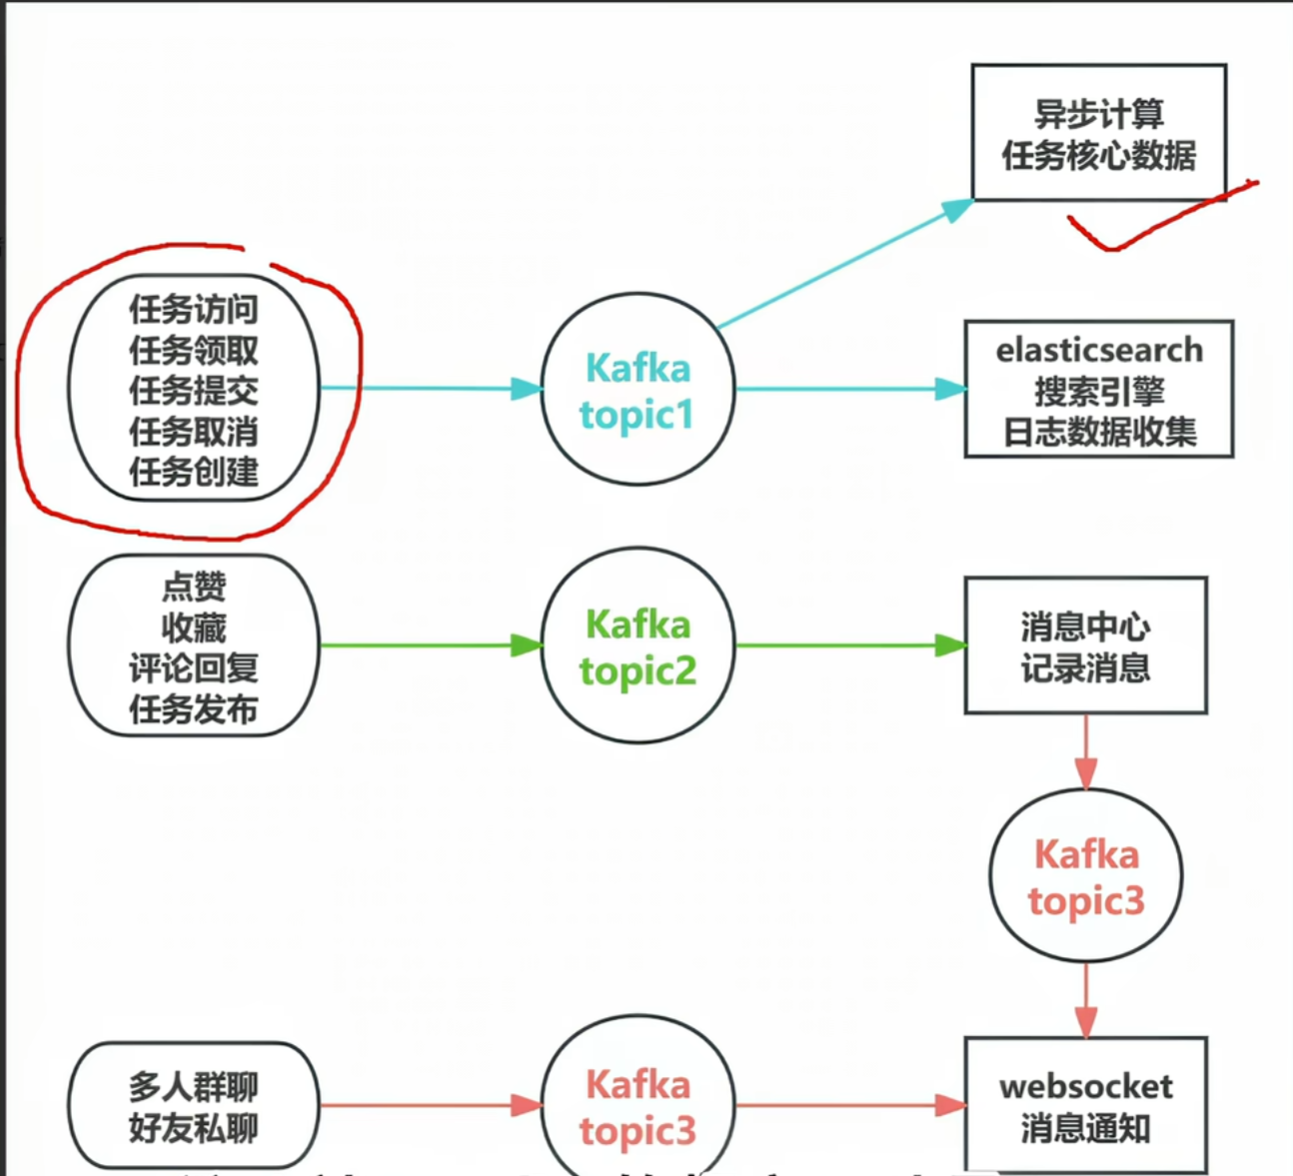 异步计算
任务核心数据
任务访问
任务领取
任务提交
任务取消
任务创建
Kafka
topic1
elasticsearch
搜索引擎
日志数据收集
点赞
收藏
评论回复
任务发布
Kafka
topic2
消息中心
记录消息
Kafka
topic3
多人群聊
好友私聊
Kafka
topic3
websocket
消息通知